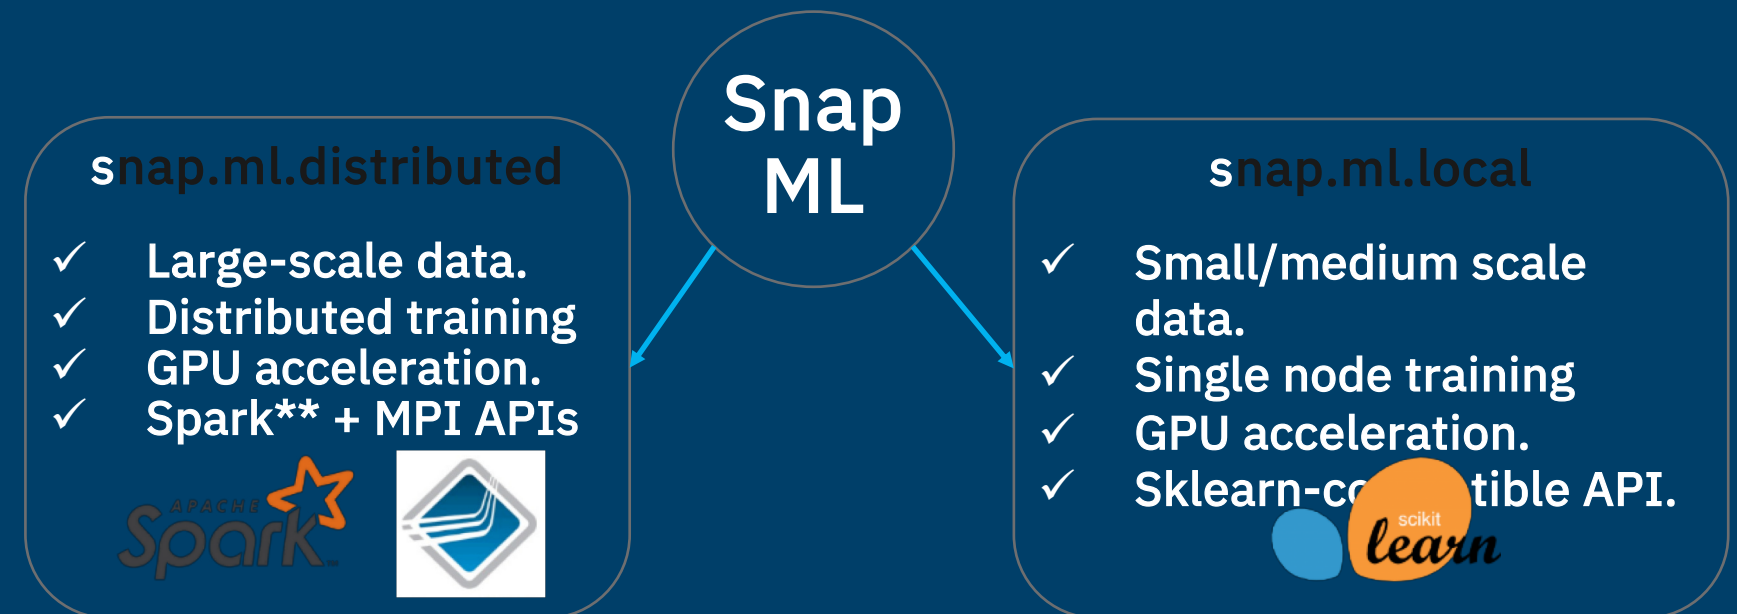 Snap
ML
snap.ml.distributed
Large-scale data.
Distributed training
GPU acceleration.
Spark** + MPI APIs
APACHE
Spark
snap.ml.local
Small/medium scale
data.
Single node training
GPU acceleration.
Sklearn-co tible API.
scikit
learn